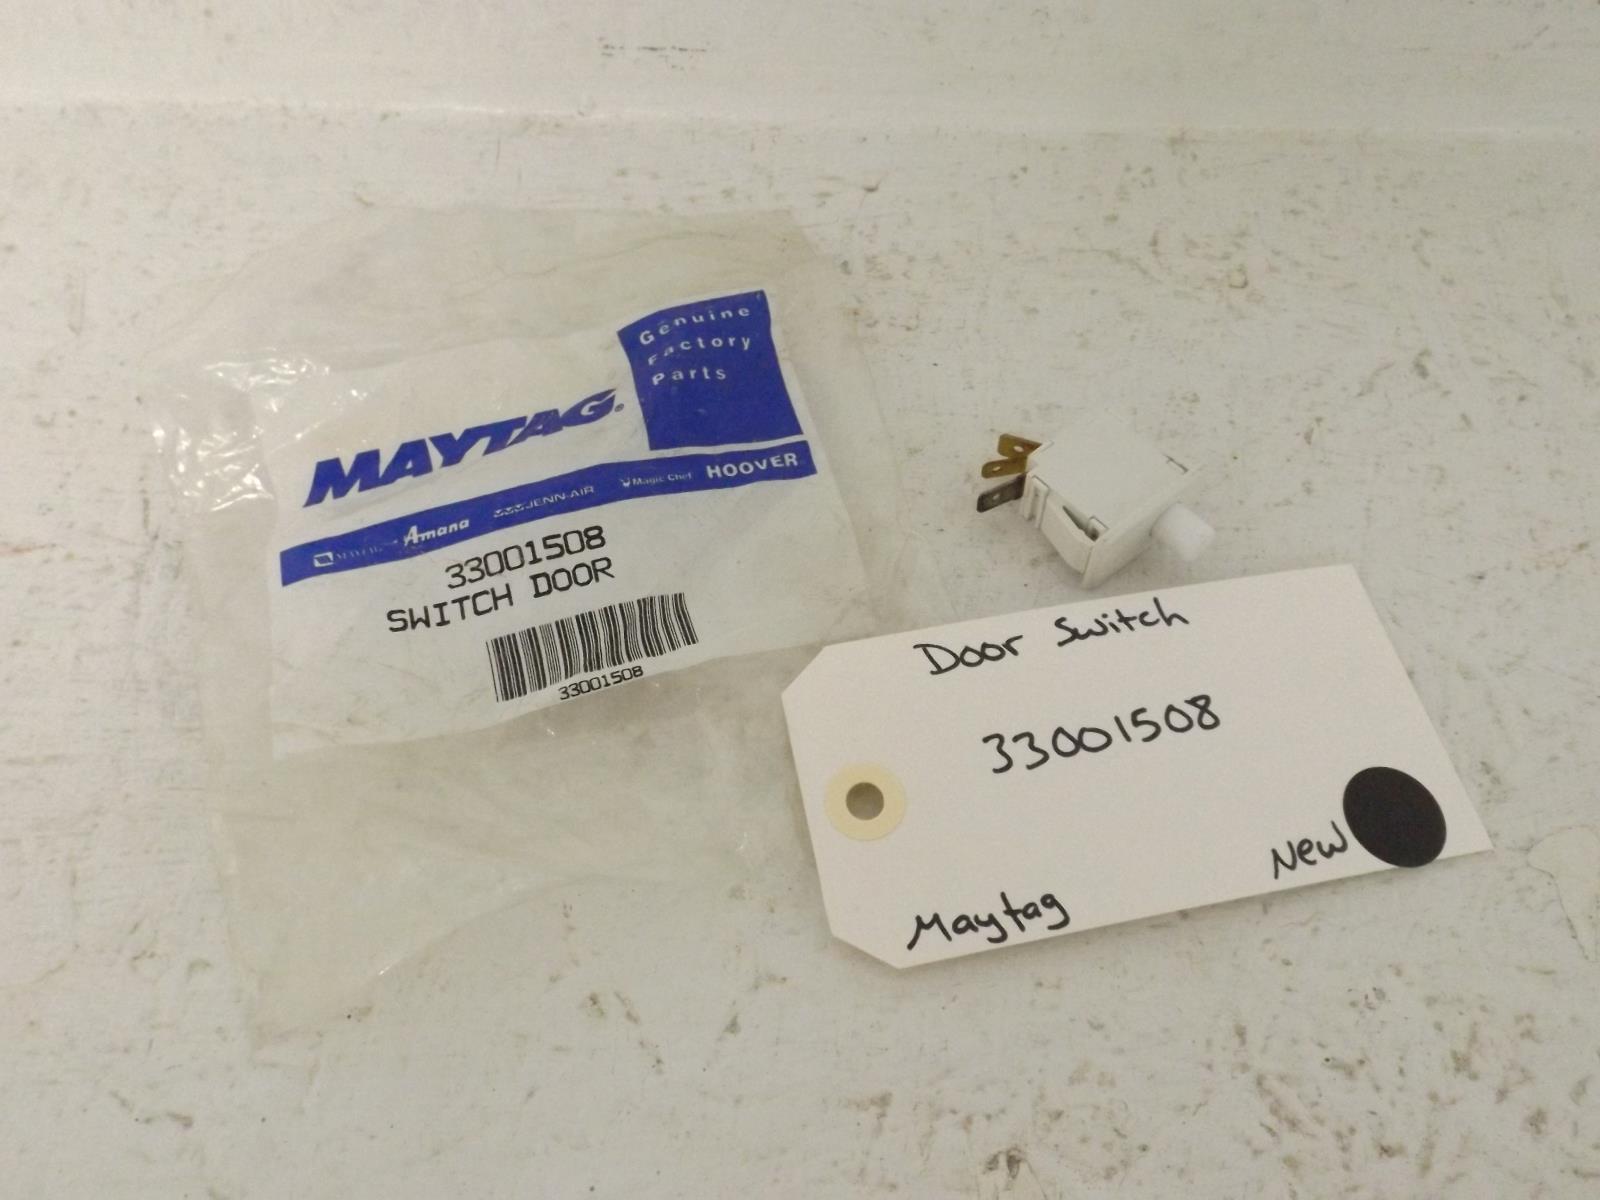 Genuine
Factory
Parts
MAYTAG®
MAYTAG Amana JENN-AIR Magic Chef HOOVER
33001508
SWITCH DOOR
33001508
Door Switch
33001508
New
Maytag